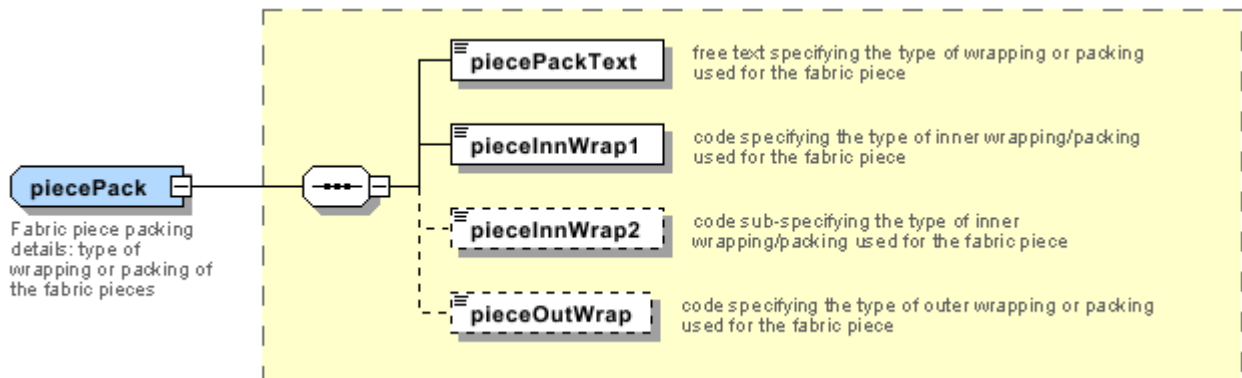 piecePackText
free text specifying the type of wrapping or packing
used for the fabric piece
pieceInnWrap1
code specifying the type of inner wrapping/packing
used for the fabric piece
piecePack
Fabric piece packing
details: type of
wrapping or packing of
the fabric pieces
pieceInnWrap2
code sub-specifying the type of inner
wrapping/packing used for the fabric piece
pieceOutWrap
code specifying the type of outer wrapping or packing
used for the fabric piece